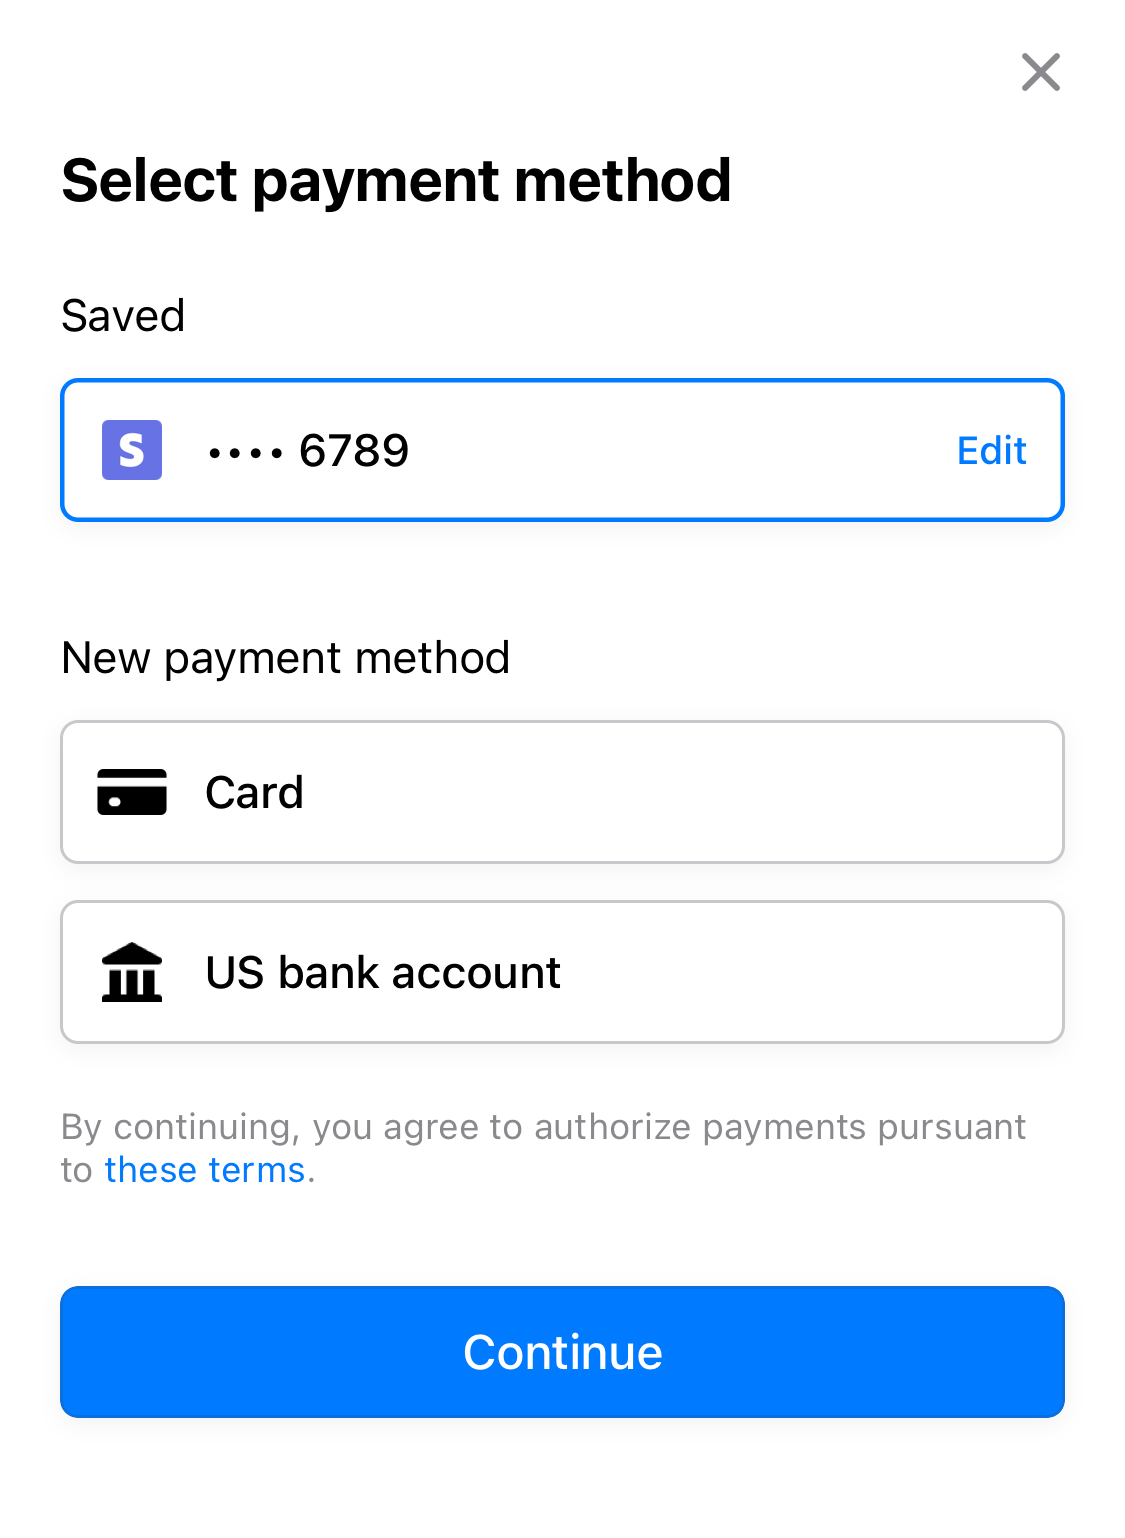 Select payment method
Saved
S •••• 6789 Edit
New payment method
Card
US bank account
By continuing, you agree to authorize payments pursuant
to these terms.
Continue